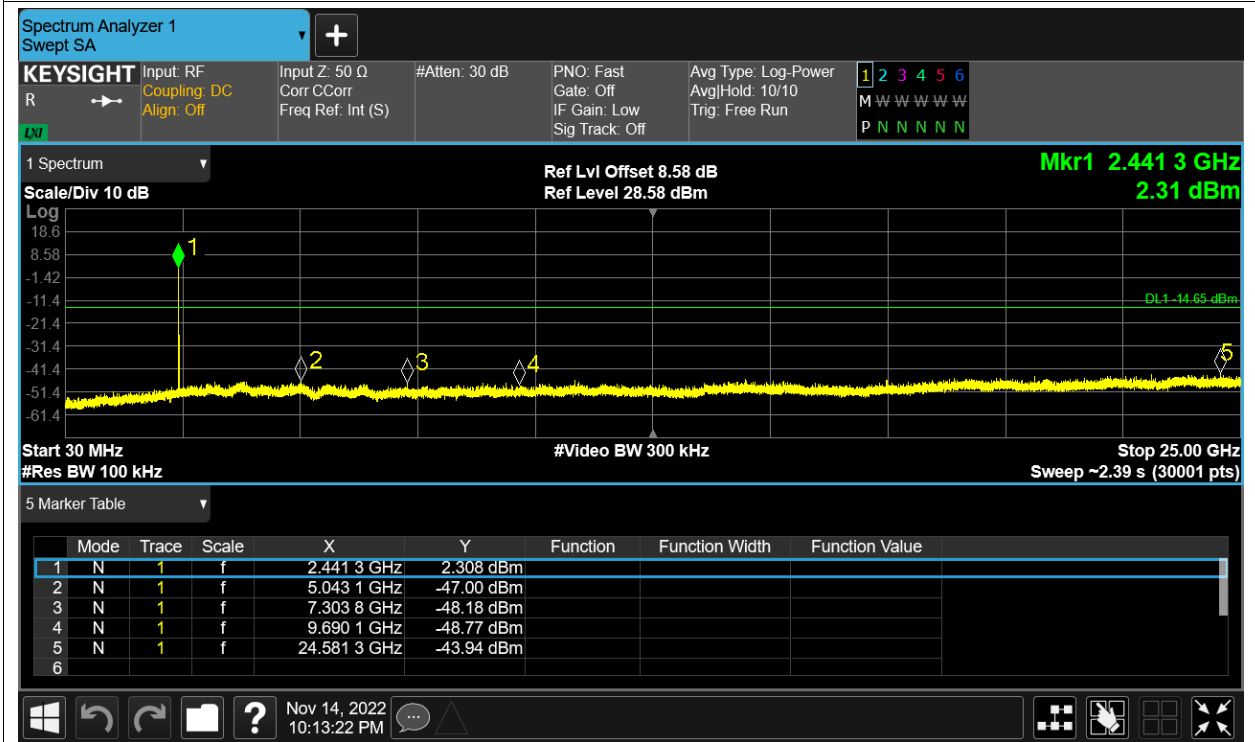 Spectrum Analyzer 1
Swept SA
+
KEYSIGHT Input: RF Input Z: 50 Ω #Atten: 30 dB PNO: Fast Avg Type: Log-Power 1 2 3 4 5 6
R Coupling: DC Corr CCorr Gate: Off Avg|Hold: 10/10 M W W W W W
Align: Off Freq Ref: Int (S) IF Gain: Low Trig: Free Run
LXI Sig Track: Off P N N N N N
1 Spectrum Ref Lvl Offset 8.58 dB Mkr1 2.441 3 GHz
Scale/Div 10 dB Ref Level 28.58 dBm 2.31 dBm
Log
18.6
1
8.58
-1.42
-11.4 DL1 -14.65 dBm
-21.4
-31.4
2 3 4 5
-41.4
-51.4
-61.4
Start 30 MHz #Video BW 300 kHz Stop 25.00 GHz
#Res BW 100 kHz Sweep ~2.39 s (30001 pts)
5 Marker Table
Mode Trace Scale X Y Function Function Width Function Value
1 N 1 f 2.441 3 GHz 2.308 dBm
2 N 1 f 5.043 1 GHz -47.00 dBm
3 N 1 f 7.303 8 GHz -48.18 dBm
4 N 1 f 9.690 1 GHz -48.77 dBm
5 N 1 f 24.581 3 GHz -43.94 dBm
6
? Nov 14, 2022
10:13:22 PM